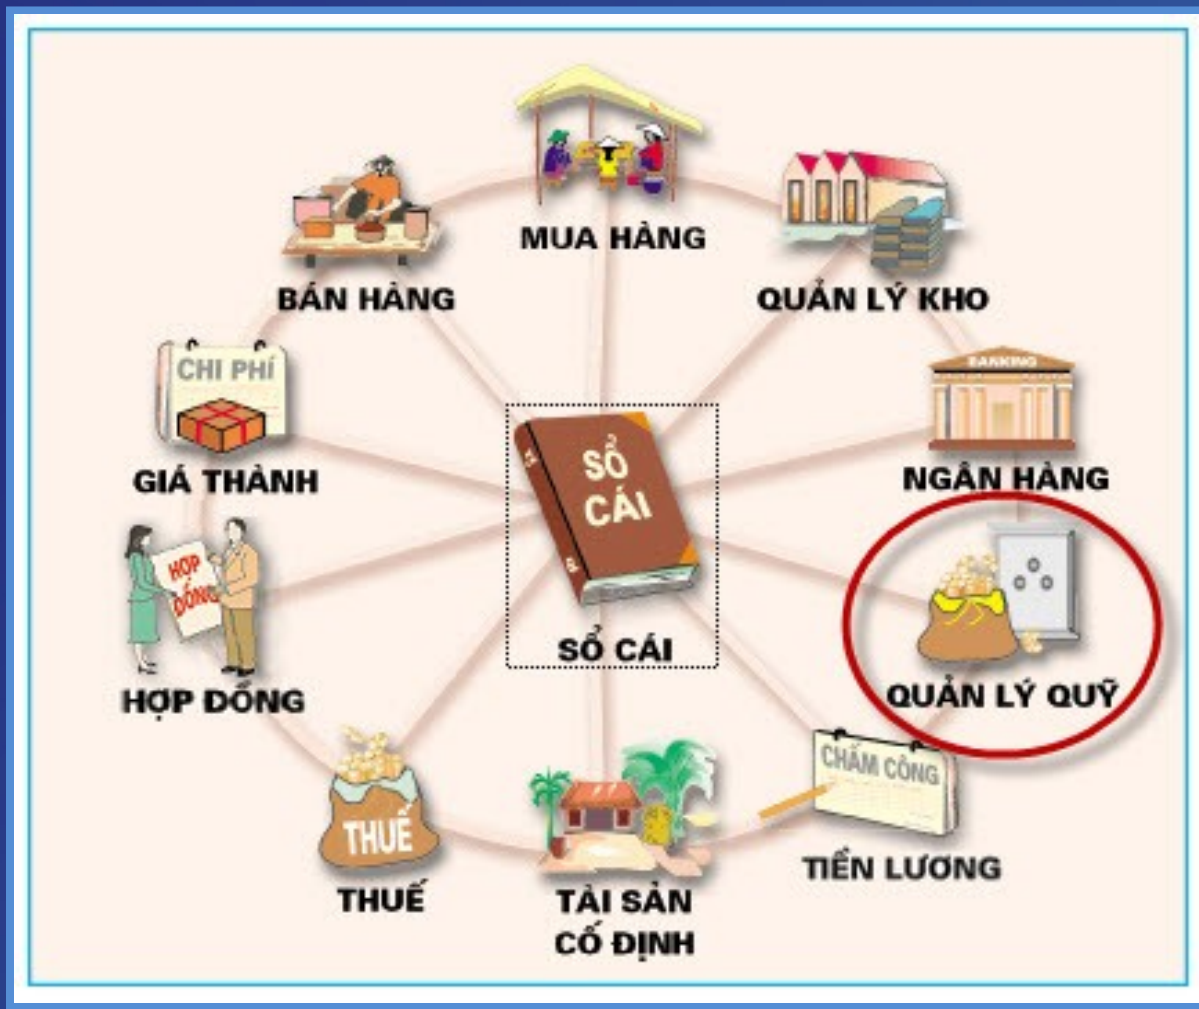 MUA HÀNG
BÁN HÀNG
QUẢN LÝ KHO
CHI PHÍ
BANKING
GIÁ THÀNH
SỔ
CÁI
NGÂN HÀNG
HỢP
ĐỒNG
SỔ CÁI
HỢP ĐỒNG
QUẢN LÝ QUỸ
CHẤM CÔNG
THUẾ
TIỀN LƯƠNG
THUẾ
TÀI SẢN
CỐ ĐỊNH